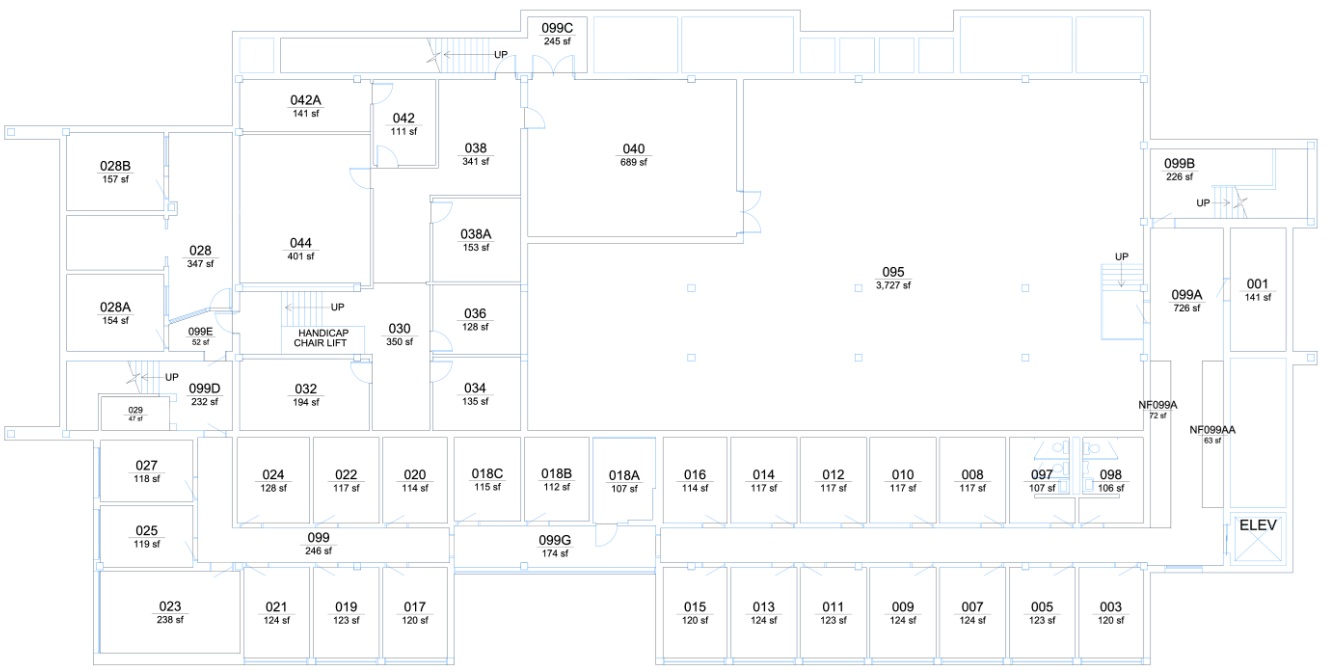 099C
245 sf
UP
042A
141 sf
042
111 sf
038
341 sf
040
689 sf
028B
157 sf
099B
226 sf
UP
028
347 sf
044
401 sf
038A
153 sf
095
3,727 sf
UP
099A
726 sf
001
141 sf
028A
154 sf
099E
52 sf
UP
HANDICAP
CHAIR LIFT
030
350 sf
036
128 sf
UP
099D
232 sf
032
194 sf
034
135 sf
029
47 sf
NF099A
72 sf
NF099AA
63 sf
027
118 sf
024
128 sf
022
117 sf
020
114 sf
018C
115 sf
018B
112 sf
018A
107 sf
016
114 sf
014
117 sf
012
117 sf
010
117 sf
008
117 sf
097
107 sf
098
106 sf
025
119 sf
099
246 sf
099G
174 sf
ELEV
023
238 sf
021
124 sf
019
123 sf
017
120 sf
015
120 sf
013
124 sf
011
123 sf
009
124 sf
007
124 sf
005
123 sf
003
120 sf